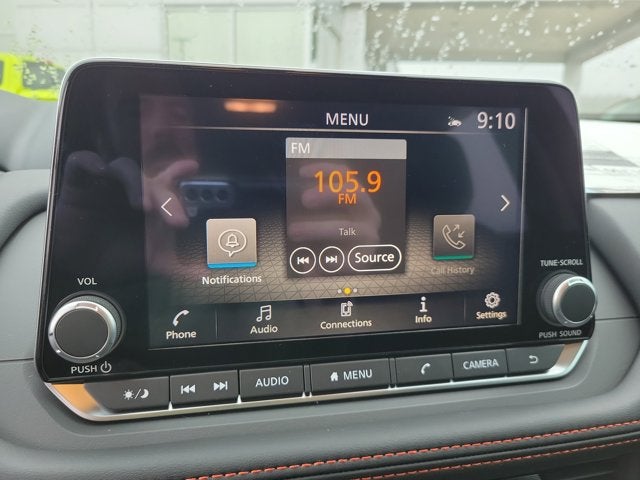 MENU
9:10
FM
105.9
FM
Talk
Source
Notifications
Call History
Phone
Audio
Connections
Info
Settings
VOL
PUSH
TUNE·SCROLL
PUSH SOUND
AUDIO
MENU
CAMERA